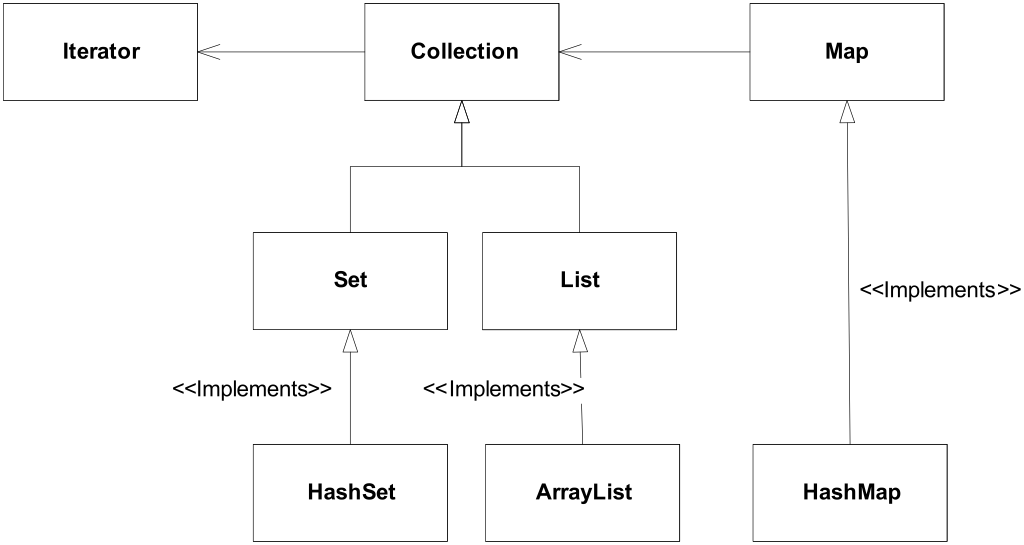 Iterator
Collection
Map
Set
List
<<Implements>>
<<Implements>>
<<Implements>>
HashSet
ArrayList
HashMap